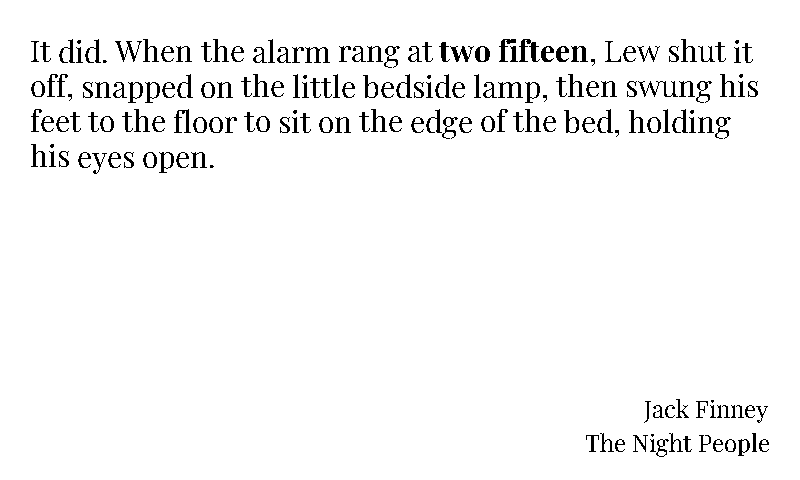 It did. When the alarm rang at two fifteen, Lew shut it
off, snapped on the little bedside lamp, then swung his
feet to the floor to sit on the edge of the bed, holding
his eyes open.
Jack Finney
The Night People